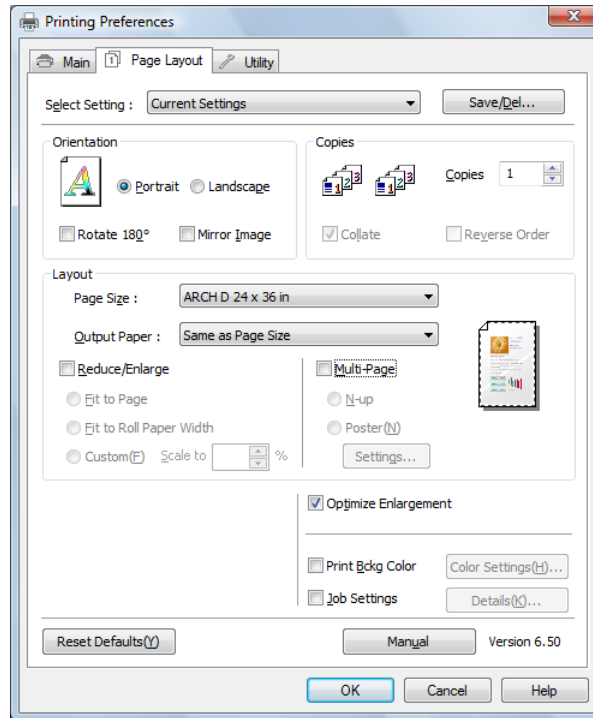 Printing Preferences
Main
Page Layout
Utility
Select Setting :
Current Settings
Save/Del...
Orientation
Portrait
Landscape
Rotate 180°
Mirror Image
Copies
Copies
1
Collate
Reverse Order
Layout
Page Size :
ARCH D 24 x 36 in
Output Paper :
Same as Page Size
Reduce/Enlarge
Fit to Page
Fit to Roll Paper Width
Custom(F)
Scale to
%
Multi-Page
N-up
Poster(N)
Settings...
Optimize Enlargement
Print Bckg Color
Color Settings(H)...
Job Settings
Details(K)...
Reset Defaults(Y)
Manual
Version 6.50
OK
Cancel
Help